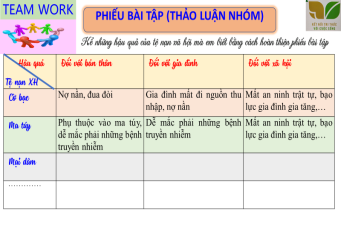 TEAM WORK
PHIẾU BÀI TẬP (THẢO LUẬN NHÓM)
Kể những hậu quả của tệ nạn xã hội mà em biết bằng cách hoàn thiện phiếu bài tập
Hậu quả
Tệ nạn XH
Đối với bản thân
Đối với gia đình
Đối với xã hội
Cờ bạc
Nợ nần, đua đòi
Gia đình mất đi nguồn thu
nhập, nợ nần
Mất an ninh trật tự, bạo
lực gia đình gia tăng,…
Ma túy
Phụ thuộc vào ma túy,
dễ mắc phải những bệnh
truyền nhiễm
Dễ mắc phải những bệnh
truyền nhiễm
Mất an ninh trật tự, bạo
lực gia đình gia tăng,…
Mại dâm
………….